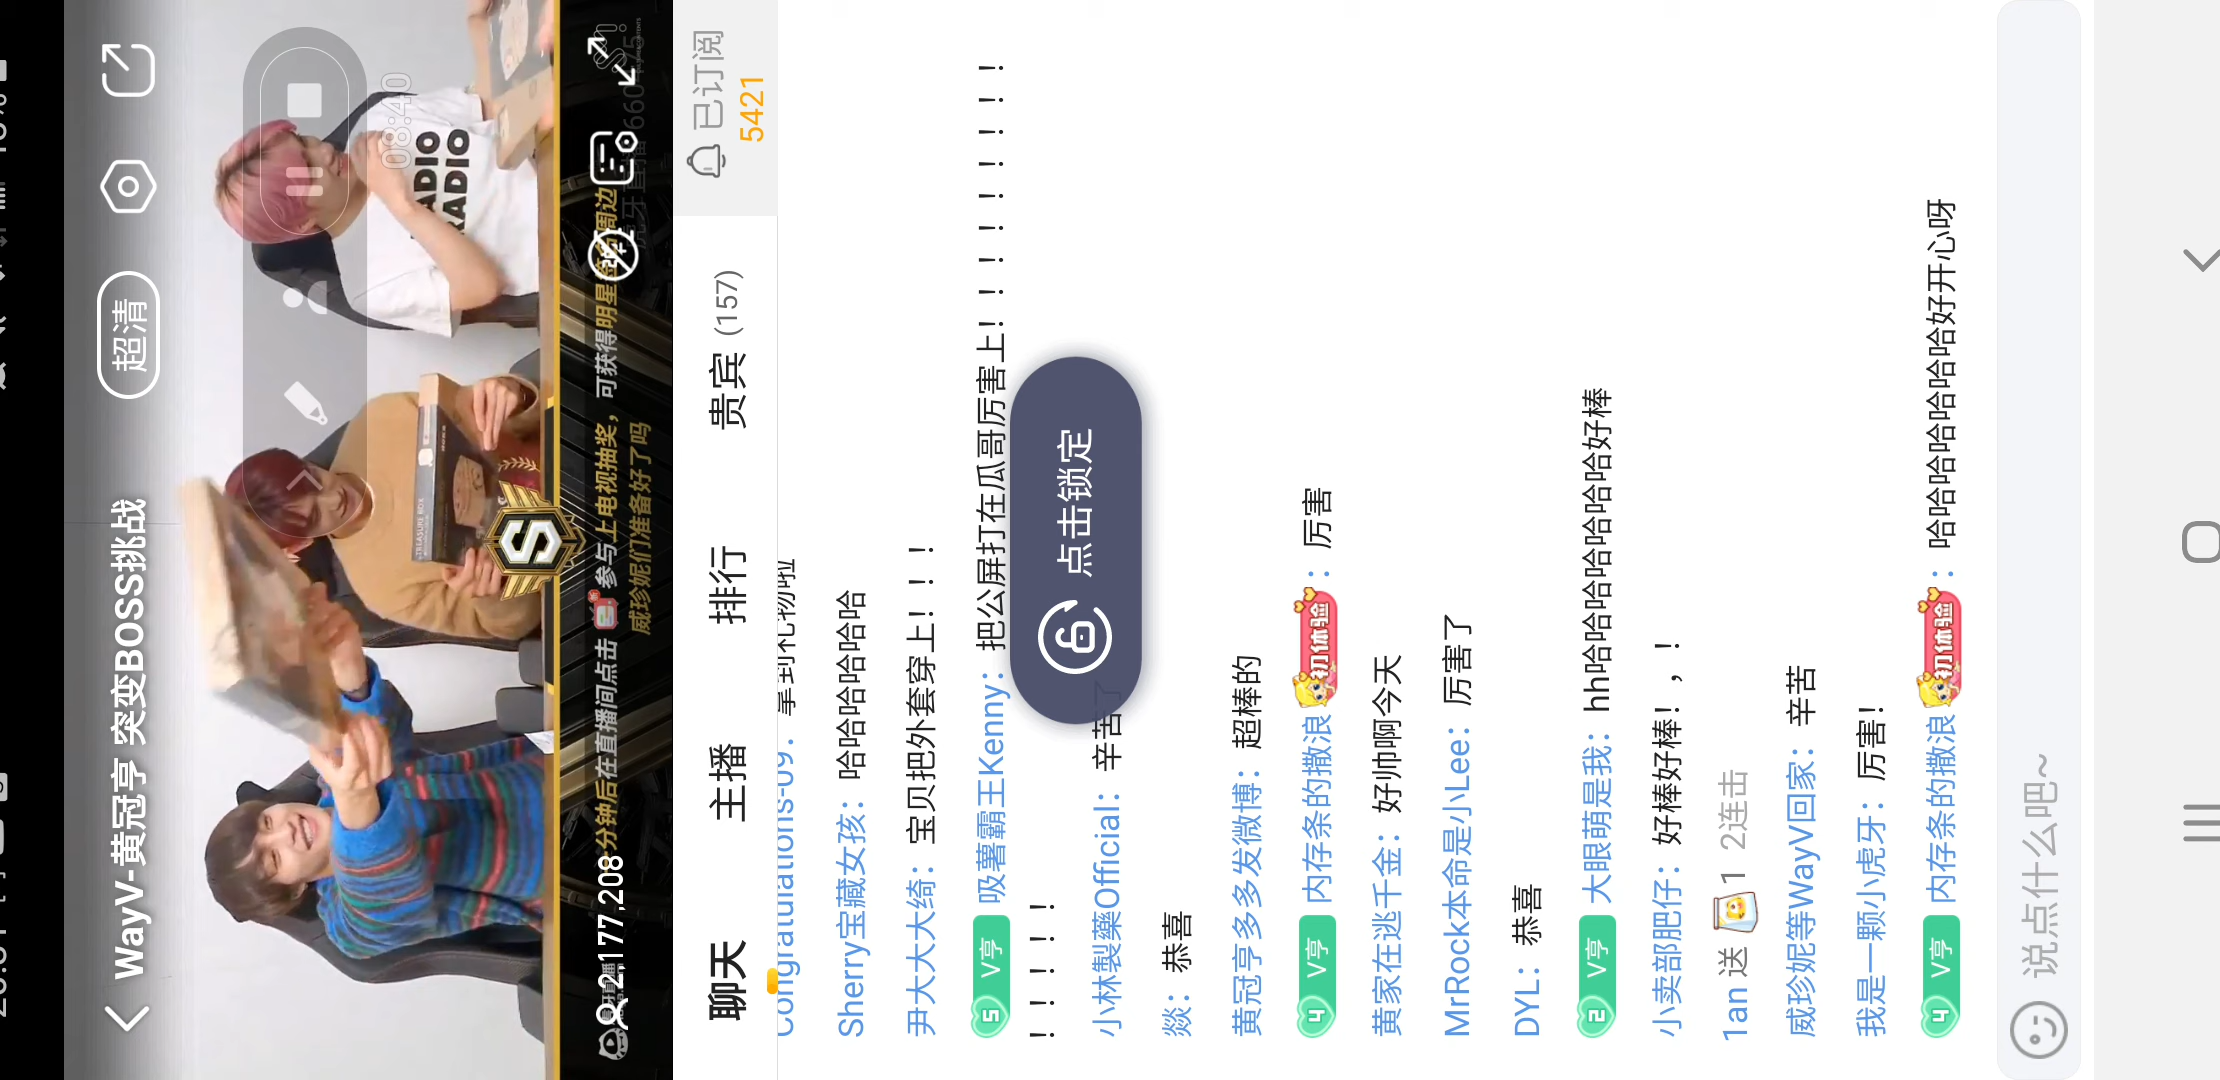 WayV-黄冠亨 突变BOSS挑战
超清
08:40
RADIO
TREASURE BOX
S
分钟后在直播间点击
参与上电视抽奖，可获得明星签名周边
威珍妮们准备好了吗
2,177,208
聊天
主播
排行
贵宾 (157)
已订阅
5421
Sherry宝藏女孩：哈哈哈哈哈哈
尹大大大绮：宝贝把外套穿上！！！
5 V亨 吸薯霸王Kenny：把公屏打在瓜哥厉害上！！！！！！！！！
！！！！！
小林製藥Official：辛苦了
燚：恭喜
黄冠亨多多发微博：超棒的
4 V亨 内存条的撒浪 初体验：厉害
黄家在逃千金：好帅啊今天
MrRock本命是小Lee：厉害了
DYL：恭喜
2 V亨 大眼萌是我：hh哈哈哈哈哈哈哈哈好棒
小卖部肥仔：好棒好棒！，！
1an 送 1 2连击
威珍妮等WayV回家：辛苦
我是一颗小虎牙：厉害！
4 V亨 内存条的撒浪 初体验：哈哈哈哈哈哈哈哈好开心呀
点击锁定
说点什么吧~